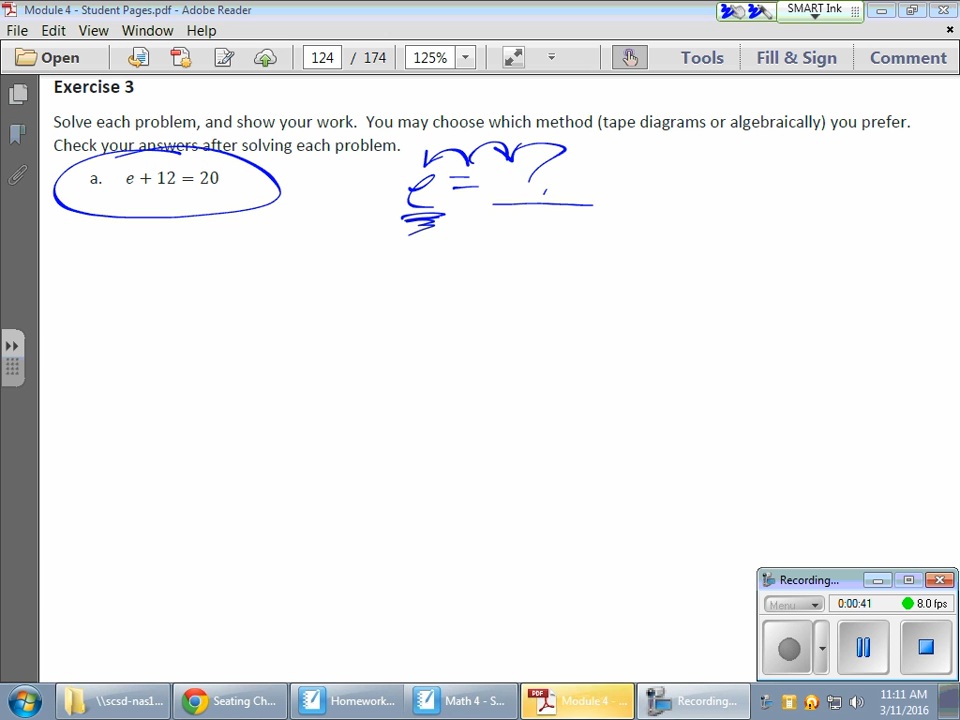 Module 4 - Student Pages.pdf - Adobe Reader
SMART Ink
File Edit View Window Help
Open 124 / 174 125% Tools Fill & Sign Comment
Exercise 3
Solve each problem, and show your work. You may choose which method (tape diagrams or algebraically) you prefer.
Check your answers after solving each problem.
a. e + 12 = 20
e = ?
Recording...
Menu 0:00:41 8.0 fps
\\scsd-nas1... Seating Ch... Homework... Math 4 - S... Module 4 - ... Recording...
11:11 AM
3/11/2016